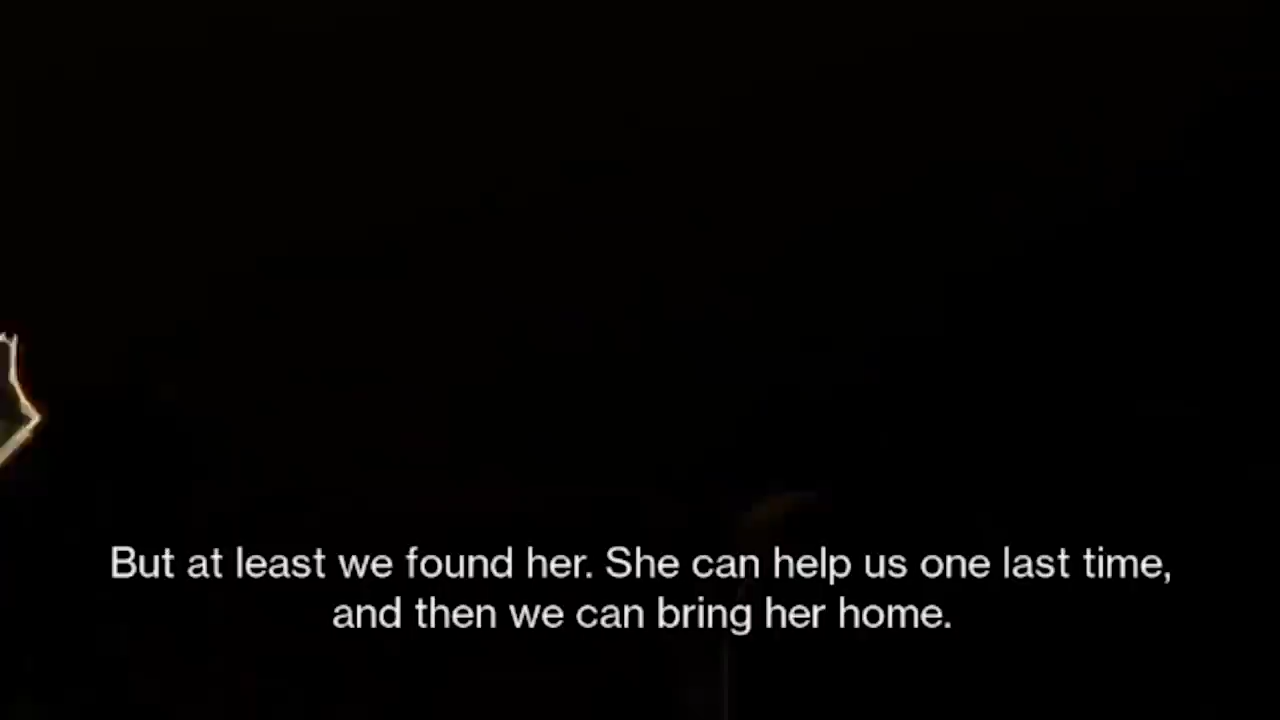 But at least we found her. She can help us one last time,
and then we can bring her home.